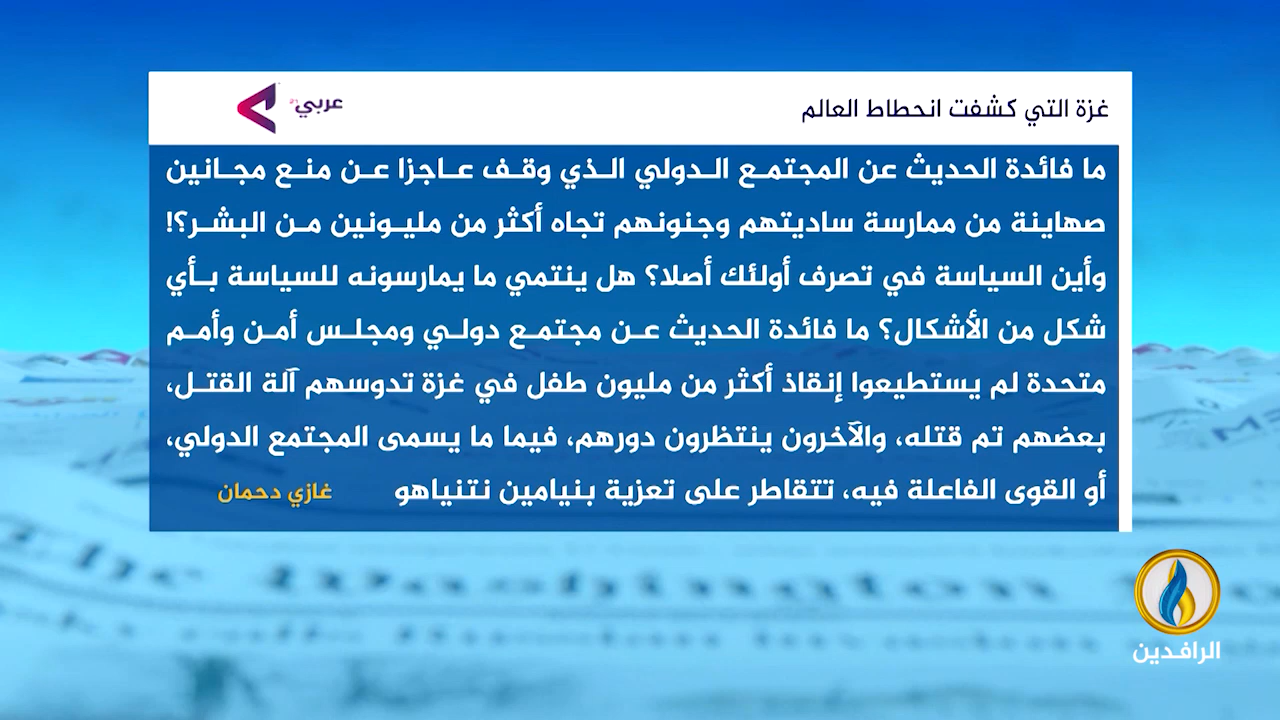 غزة التي كشفت انحطاط العالم
عربي21
ما فائدة الحديث عن المجتمع الدولي الذي وقف عاجزا عن منع مجانين
صهاينة من ممارسة ساديتهم وجنونهم تجاه أكثر من مليونين من البشر؟!
وأين السياسة في تصرف أولئك أصلا؟ هل ينتمي ما يمارسونه للسياسة بأي
شكل من الأشكال؟ ما فائدة الحديث عن مجتمع دولي ومجلس أمن وأمم
متحدة لم يستطيعوا إنقاذ أكثر من مليون طفل في غزة تدوسهم آلة القتل،
بعضهم تم قتله، والآخرون ينتظرون دورهم، فيما ما يسمى المجتمع الدولي،
أو القوى الفاعلة فيه، تتقاطر على تعزية بنيامين نتنياهو
غازي دحمان
The Washington
الرافدين